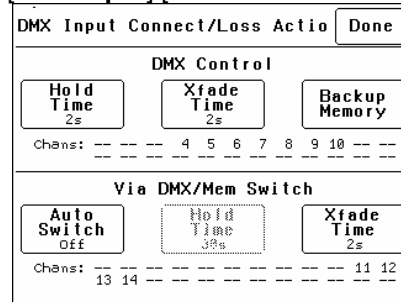 DMX Input Connect/Loss Actio Done
DMX Control
Hold Time 2s
Xfade Time 2s
Backup Memory
Chans: -- -- -- 4 5 6 7 8 9 10 -- --
-- -- -- -- -- -- -- -- -- -- -- --
Via DMX/Mem Switch
Auto Switch Off
Hold Time 30s
Xfade Time 2s
Chans: -- -- -- -- -- -- -- -- -- -- 11 12
13 14 -- -- -- -- -- -- -- -- -- --